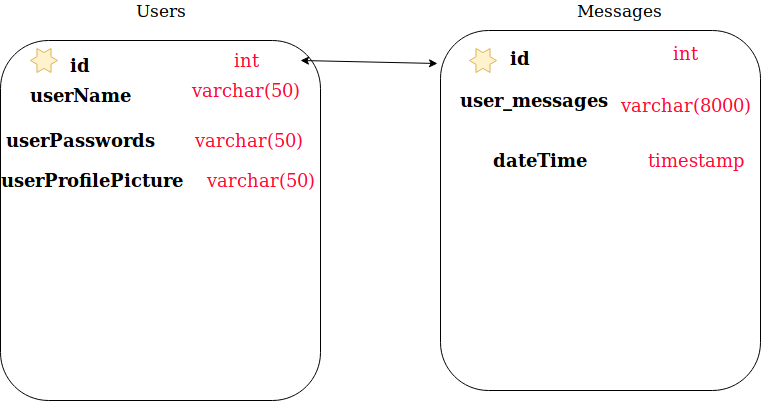 Users
id int
userName varchar(50)
userPasswords varchar(50)
userProfilePicture varchar(50)
Messages
id int
user_messages varchar(8000)
dateTime timestamp